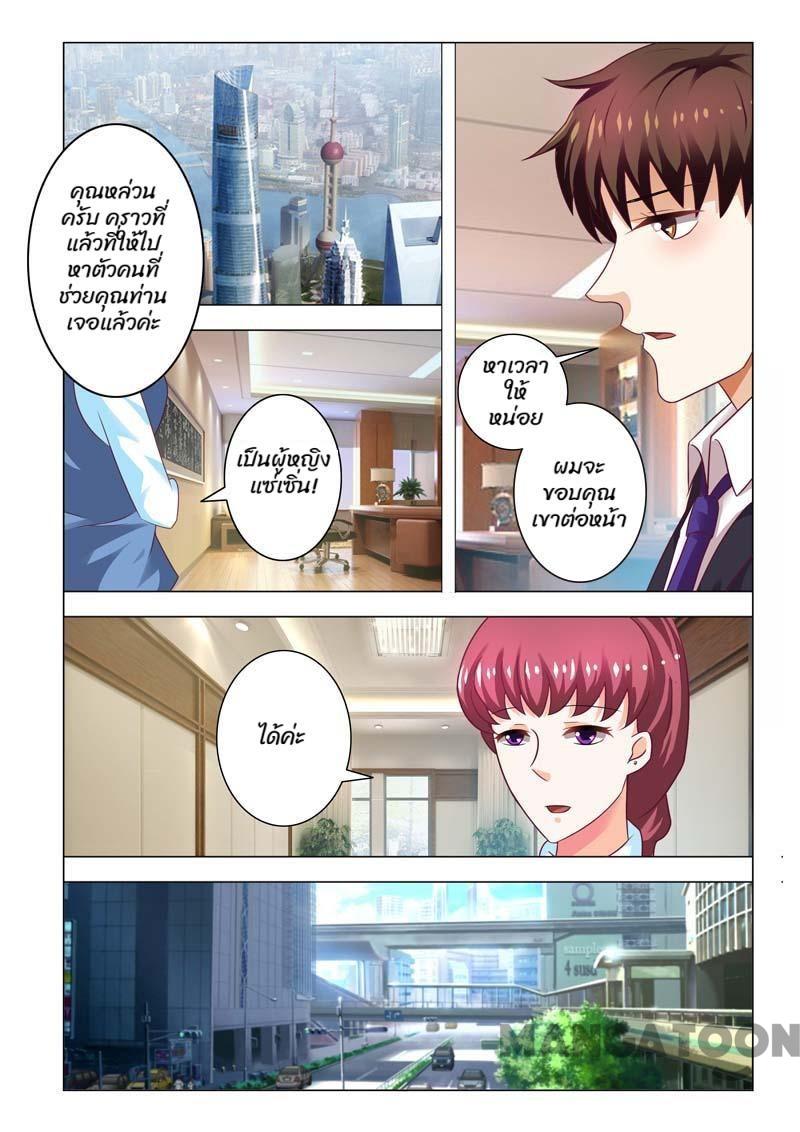 คุณหล่วน
ครับ คราวที่
แล้วที่ให้ไป
หาตัวคนที่
ช่วยคุณท่าน
เจอแล้วค่ะ
เป็นผู้หญิง
แซ่เซิ่น!
หาเวลา
ให้
หน่อย
ผมจะ
ขอบคุณ
เขาต่อหน้า
ได้ค่ะ
sample
4 susu
MANGATOON